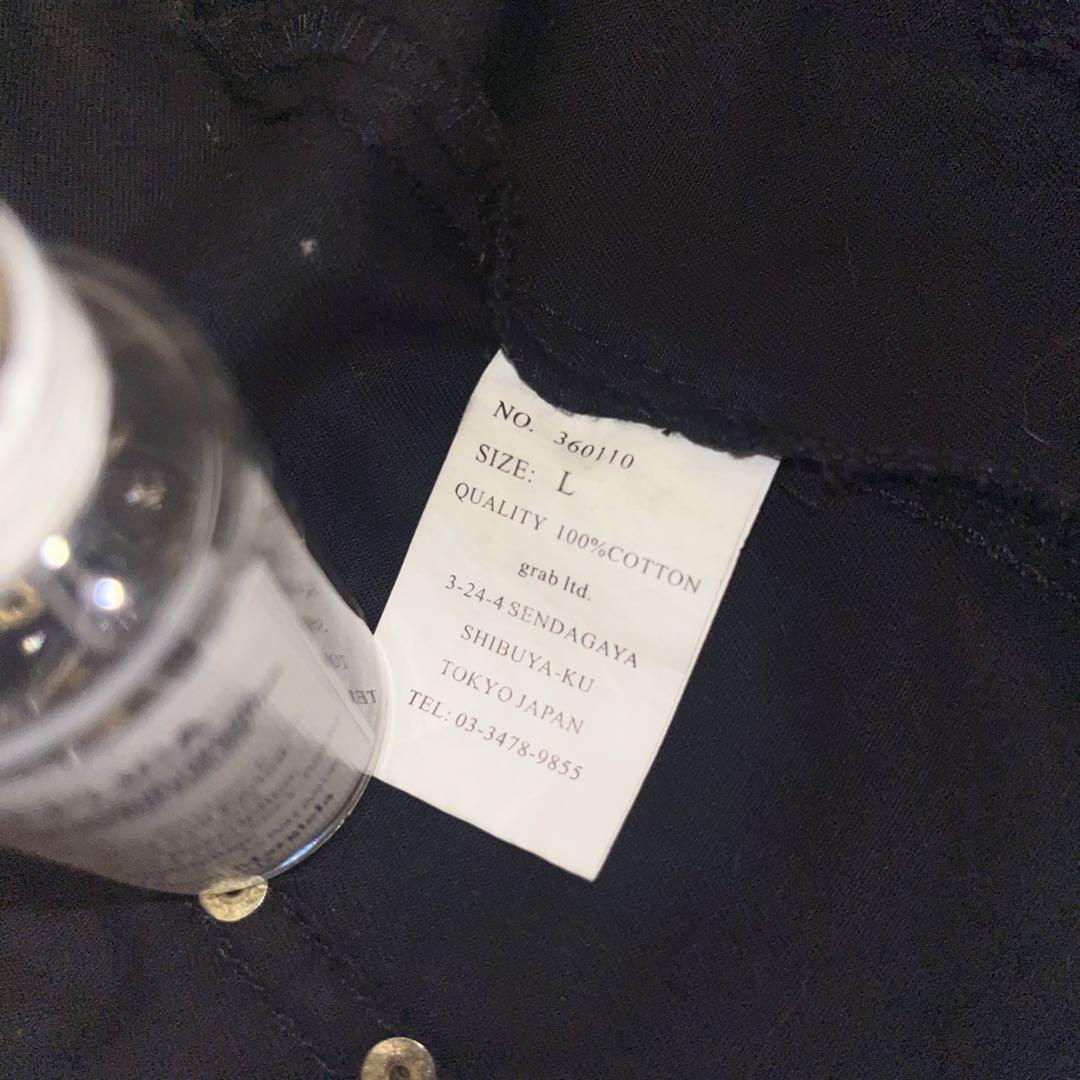 NO. 360110
SIZE: L
QUALITY 100%COTTON
grab ltd.
3-24-4 SENDAGAYA
SHIBUYA-KU
TOKYO JAPAN
TEL: 03-3478-9855